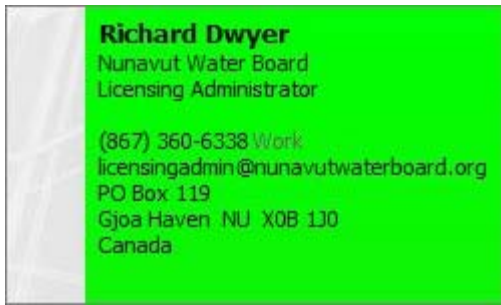 Richard Dwyer
Nunavut Water Board
Licensing Administrator
(867) 360-6338 Work
licensingadmin@nunavutwaterboard.org
PO Box 119
Gjoa Haven NU X0B 1J0
Canada